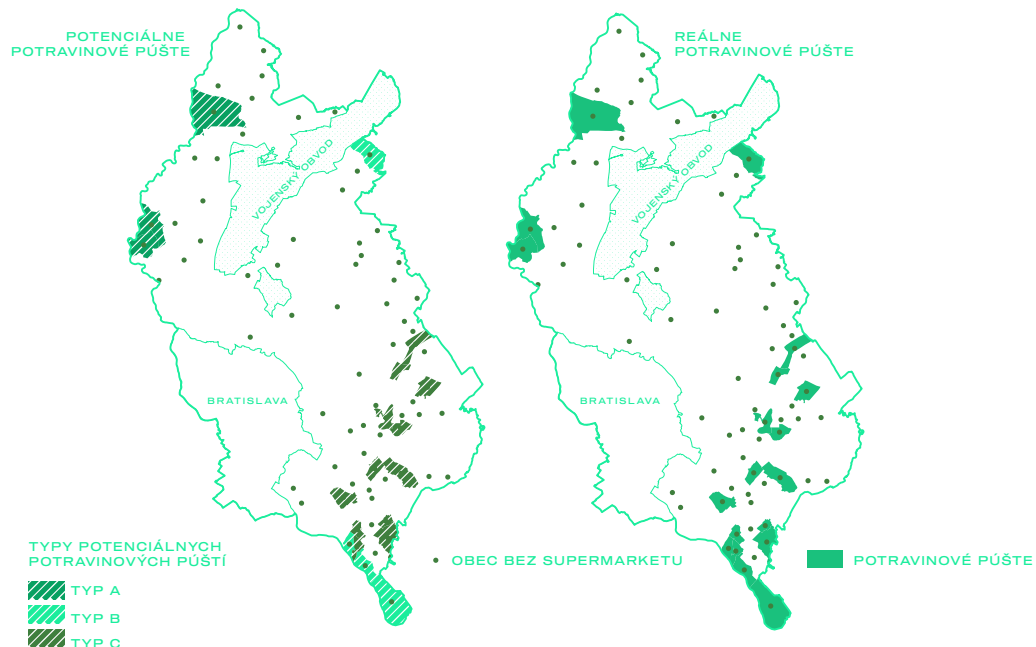 POTENCIÁLNE
POTRAVINOVÉ PÚŠTE
REÁLNE
POTRAVINOVÉ PÚŠTE
VOJENSKÝ OBVOD
VOJENSKÝ OBVOD
BRATISLAVA
BRATISLAVA
TYPY POTENCIÁLNYCH
POTRAVINOVÝCH PÚŠTÍ
TYP A
TYP B
TYP C
OBEC BEZ SUPERMARKETU
POTRAVINOVÉ PÚŠTE